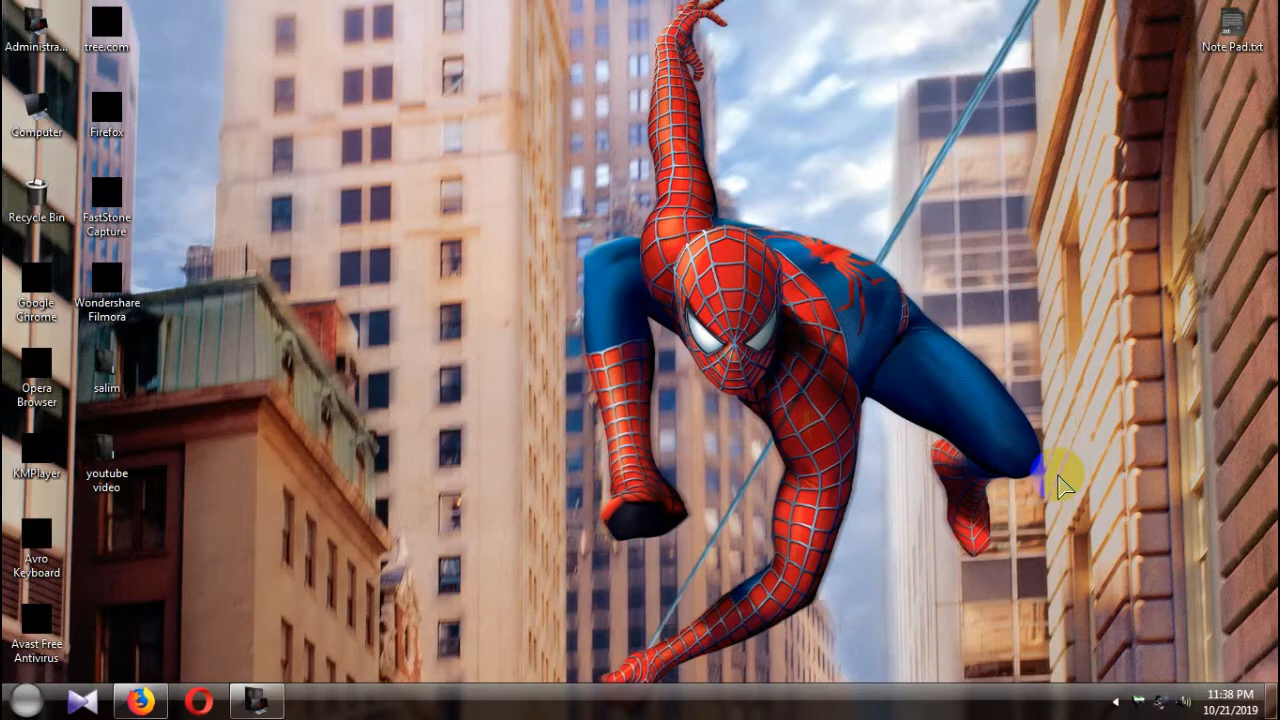 Administra...
tree.com
Note Pad.txt
Computer
Firefox
Recycle Bin
FastStone
Capture
Google
Chrome
Wondershare
Filmora
Opera
Browser
salim
KMPlayer
youtube
video
Avro
Keyboard
Avast Free
Antivirus
11:38 PM
10/21/2019